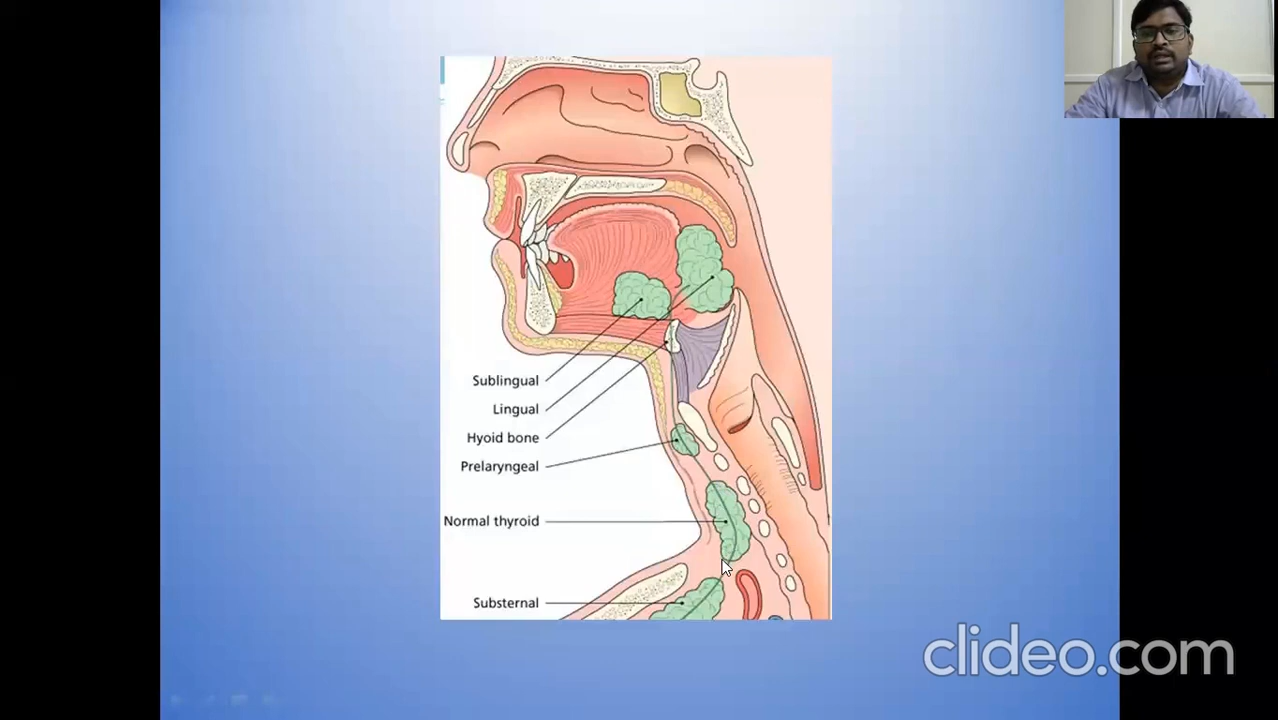 Sublingual
Lingual
Hyoid bone
Prelaryngeal
Normal thyroid
Substernal
clideo.com